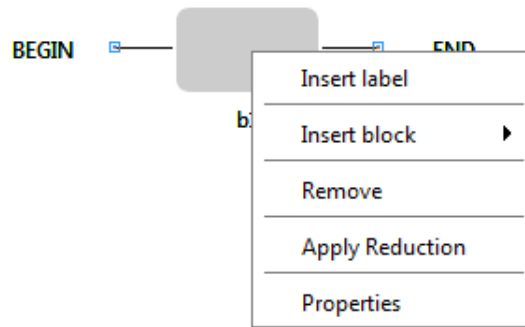 BEGIN
END
Insert label
Insert block
Remove
Apply Reduction
Properties